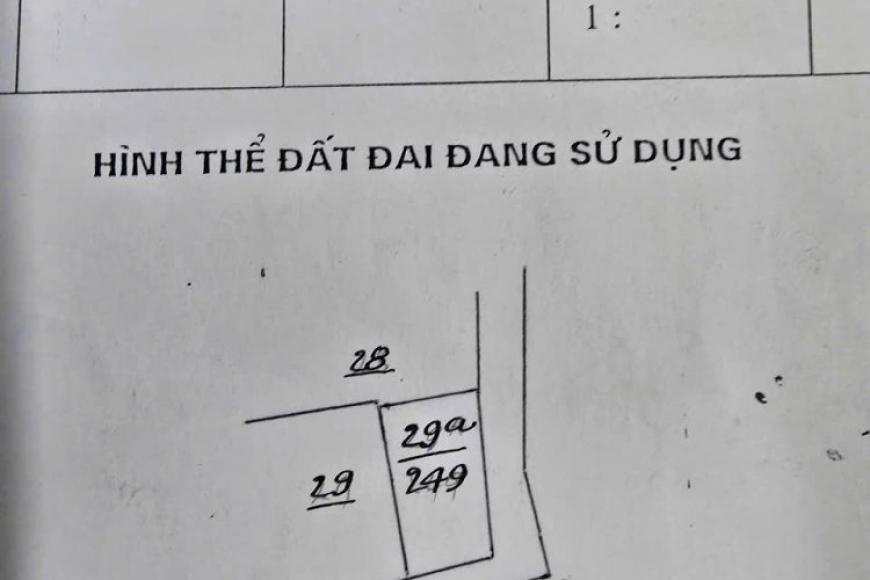 1 :
HÌNH THỂ ĐẤT ĐAI ĐANG SỬ DỤNG
28
29a
29
249